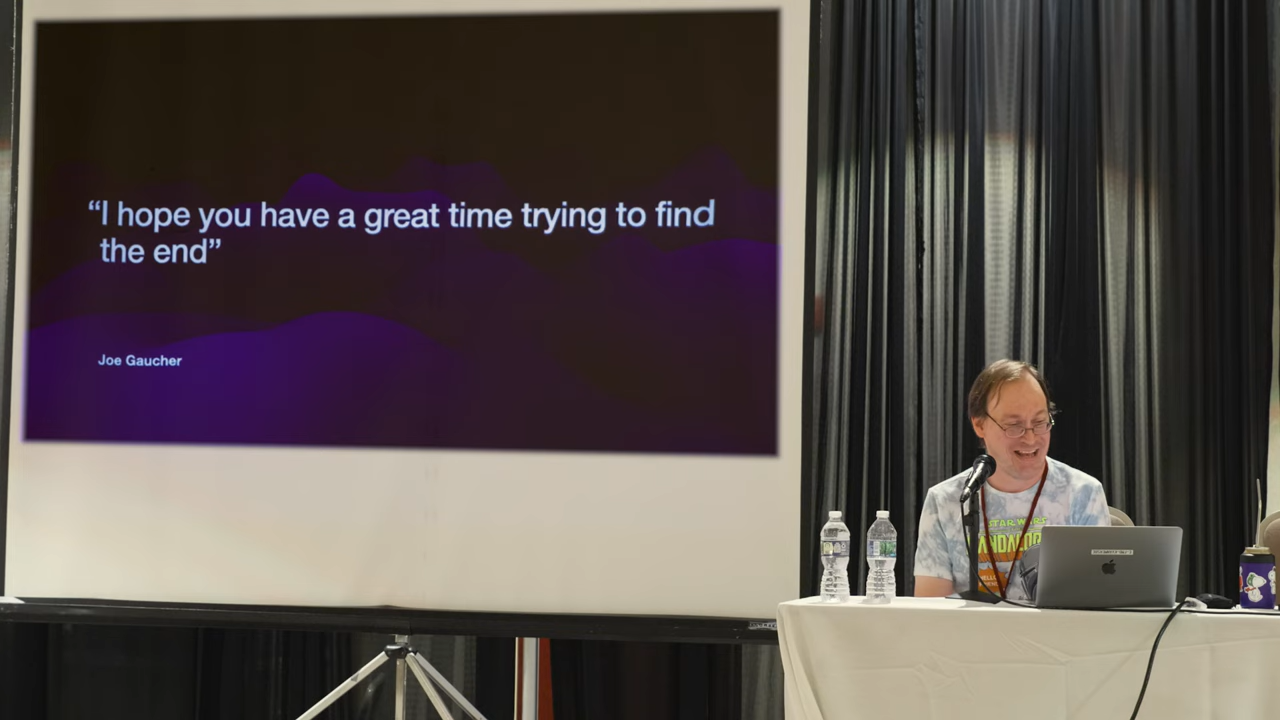 “I hope you have a great time trying to find
the end”
Joe Gaucher
STAR WARS